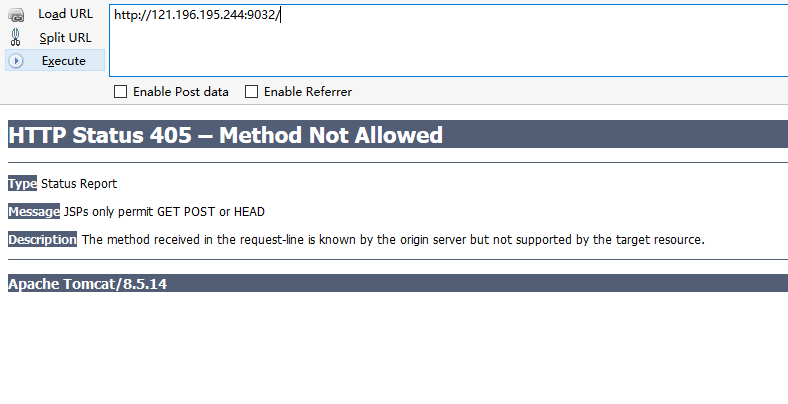 Load URL
http://121.196.195.244:9032/
Split URL
Execute
Enable Post data
Enable Referrer
HTTP Status 405 – Method Not Allowed
Type Status Report
Message JSPs only permit GET POST or HEAD
Description The method received in the request-line is known by the origin server but not supported by the target resource.
Apache Tomcat/8.5.14